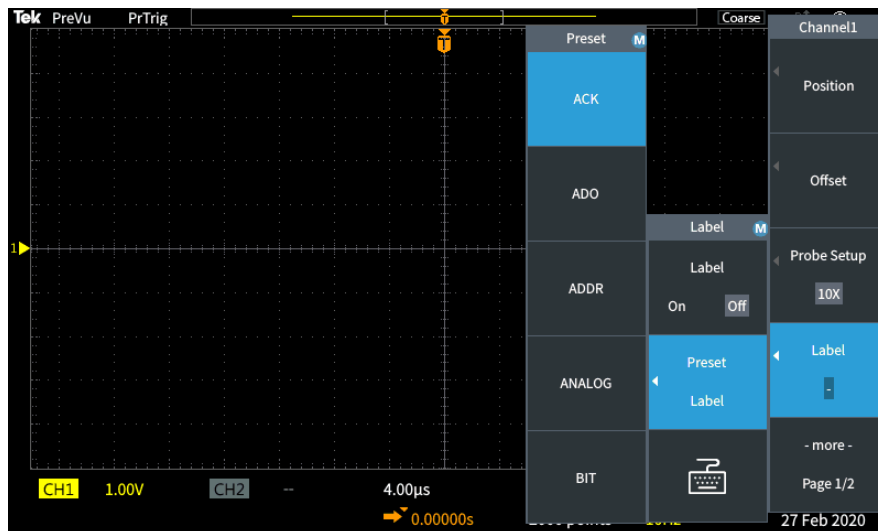 Tek PreVu PrTrig
T
Coarse
T
1
Preset M
ACK
ADO
ADDR
ANALOG
BIT
Label M
Label
On Off
Preset
Label
Channel1
Position
Offset
Probe Setup
10X
Label
-
- more -
Page 1/2
CH1 1.00V CH2 -- 4.00µs
0.00000s
27 Feb 2020